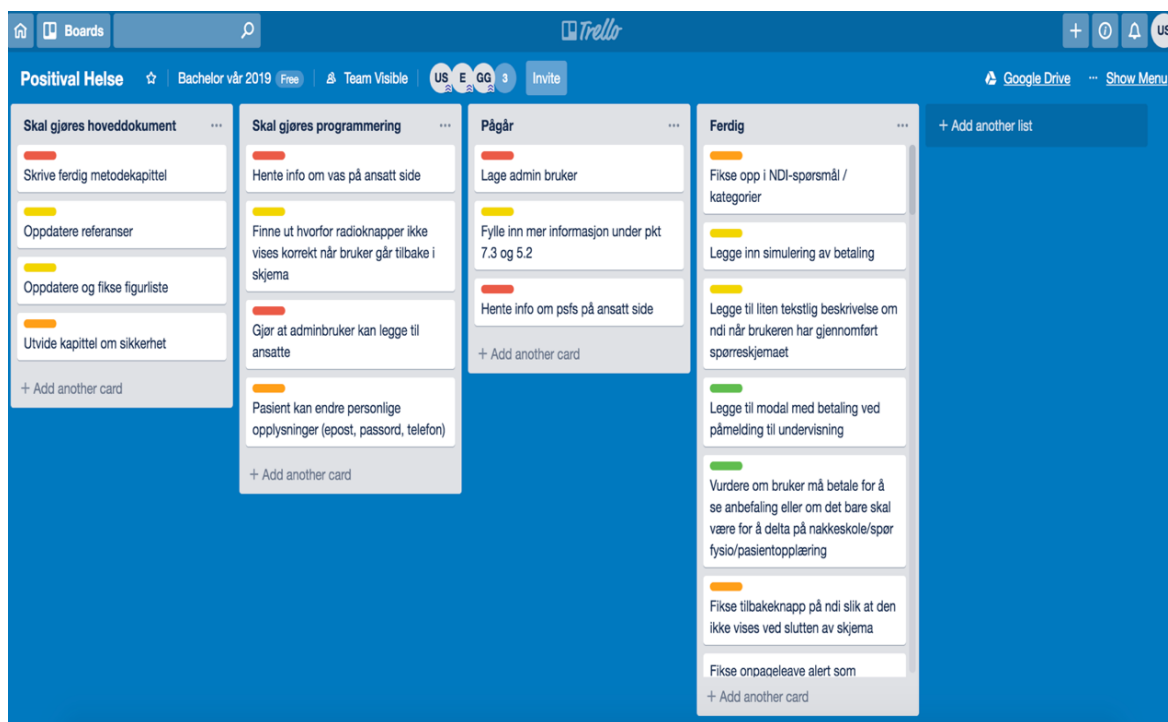 Boards
Trello
US
Positival Helse
Bachelor vår 2019 Free
Team Visible
US E GG 3
Invite
Google Drive
··· Show Menu
Skal gjøres hoveddokument ···
Skrive ferdig metodekapittel
Oppdatere referanser
Oppdatere og fikse figurliste
Utvide kapittel om sikkerhet
+ Add another card
Skal gjøres programmering ···
Hente info om vas på ansatt side
Finne ut hvorfor radioknapper ikke
vises korrekt når bruker går tilbake i
skjema
Gjør at adminbruker kan legge til
ansatte
Pasient kan endre personlige
opplysninger (epost, passord, telefon)
+ Add another card
Pågår ···
Lage admin bruker
Fylle inn mer informasjon under pkt
7.3 og 5.2
Hente info om psfs på ansatt side
+ Add another card
Ferdig ···
Fikse opp i NDI-spørsmål /
kategorier
Legge inn simulering av betaling
Legge til liten tekstlig beskrivelse om
ndi når brukeren har gjennomført
spørreskjemaet
Legge til modal med betaling ved
påmelding til undervisning
Vurdere om bruker må betale for å
se anbefaling eller om det bare skal
være for å delta på nakkeskole/spør
fysio/pasientopplæring
Fikse tilbakeknapp på ndi slik at den
ikke vises ved slutten av skjema
Fikse onpageleave alert som
+ Add another card
+ Add another list